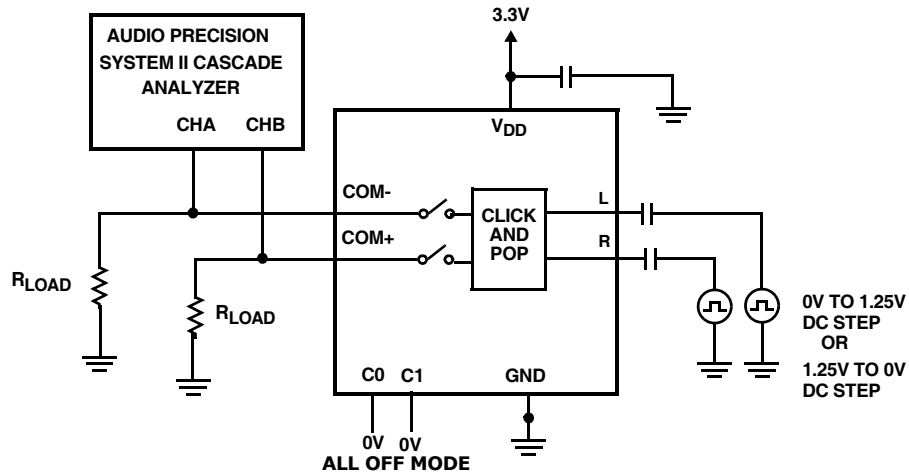 3.3V
AUDIO PRECISION
SYSTEM II CASCADE
ANALYZER
CHA CHB
VDD
COM-
COM+
CLICK
AND
POP
L
R
RLOAD
RLOAD
0V TO 1.25V
DC STEP
OR
1.25V TO 0V
DC STEP
C0 C1 GND
0V 0V
ALL OFF MODE